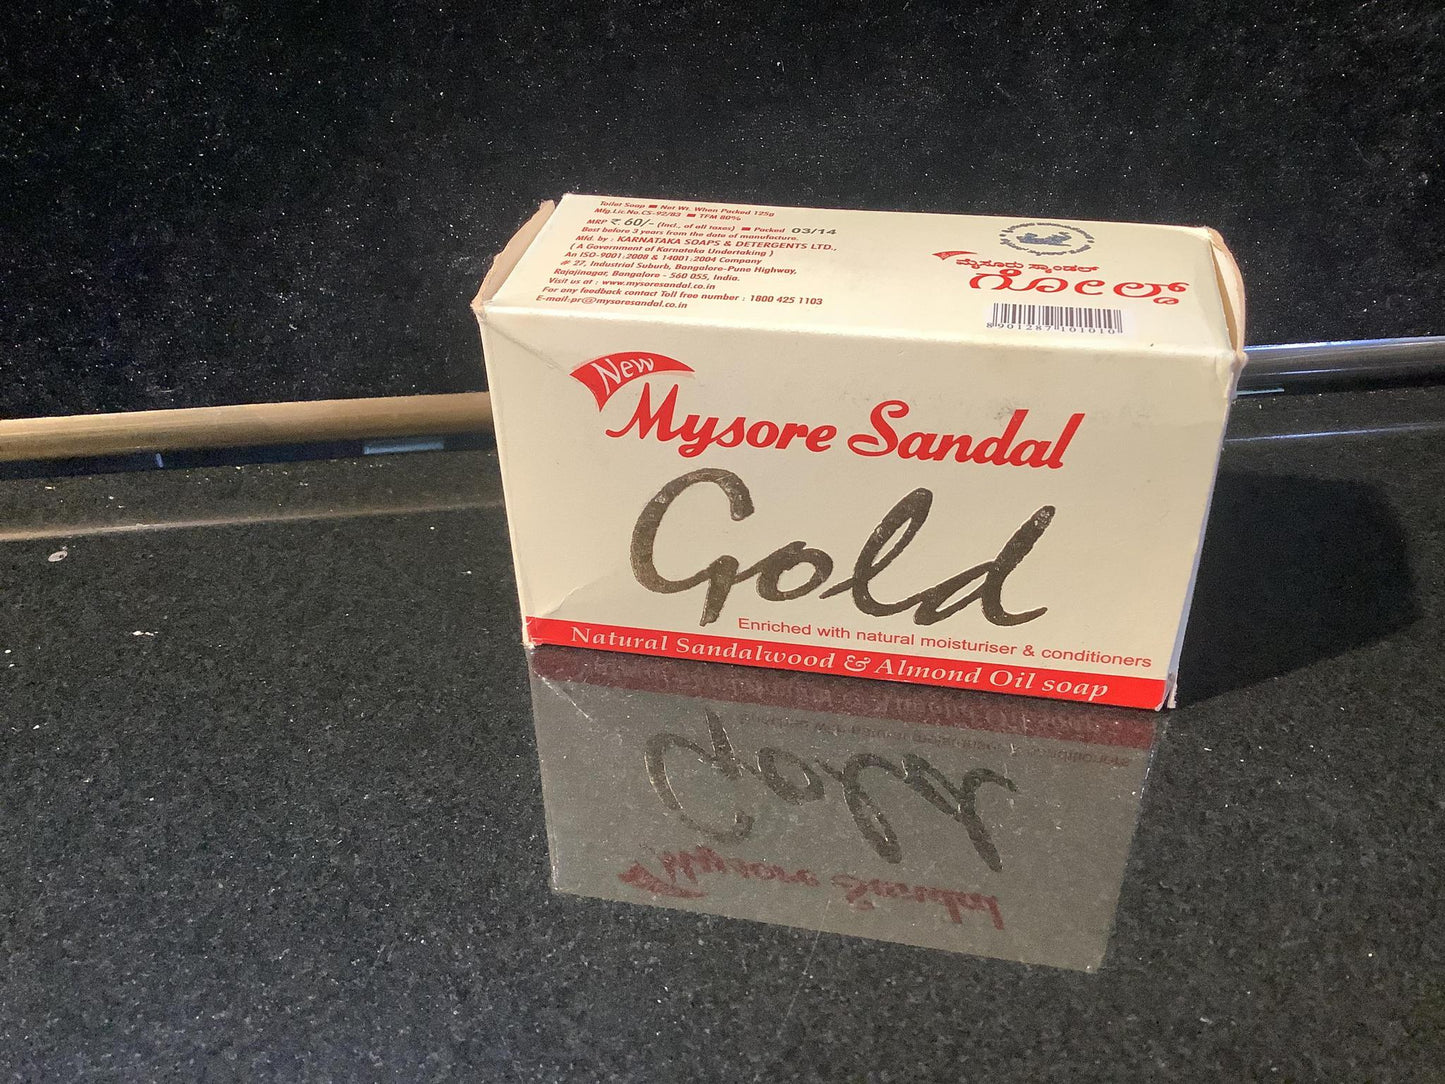 Toilet Soap ■ Net Wt. When Packed 125g
Mfg.Lic.No.CS-92/83 ■ TFM 80%
MRP ₹ 60/- (Incl., of all taxes) ■ Packed 03/14
Best before 3 years from the date of manufacture.
Mfd. by : KARNATAKA SOAPS & DETERGENTS LTD.,
( A Government of Karnataka Undertaking )
An ISO-9001:2008 & 14001:2004 Company
# 27, Industrial Suburb, Bangalore-Pune Highway,
Rajajinagar, Bangalore - 560 055, India.
Visit us at : www.mysoresandal.co.in
For any feedback contact Toll free number : 1800 425 1103
E-mail:pr@mysoresandal.co.in
ಮೈಸೂರು ಸ್ಯಾಂಡಲ್
ಗೋಲ್ಡ್
8901287101010
New
Mysore Sandal
Gold
Enriched with natural moisturiser & conditioners
Natural Sandalwood & Almond Oil soap